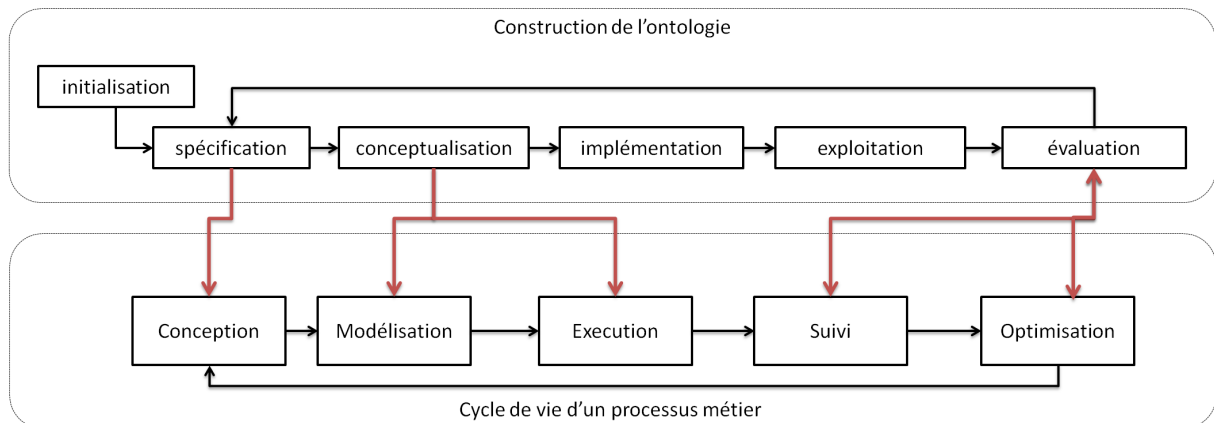 Construction de l'ontologie
initialisation
spécification
conceptualisation
implémentation
exploitation
évaluation
Conception
Modélisation
Execution
Suivi
Optimisation
Cycle de vie d'un processus métier